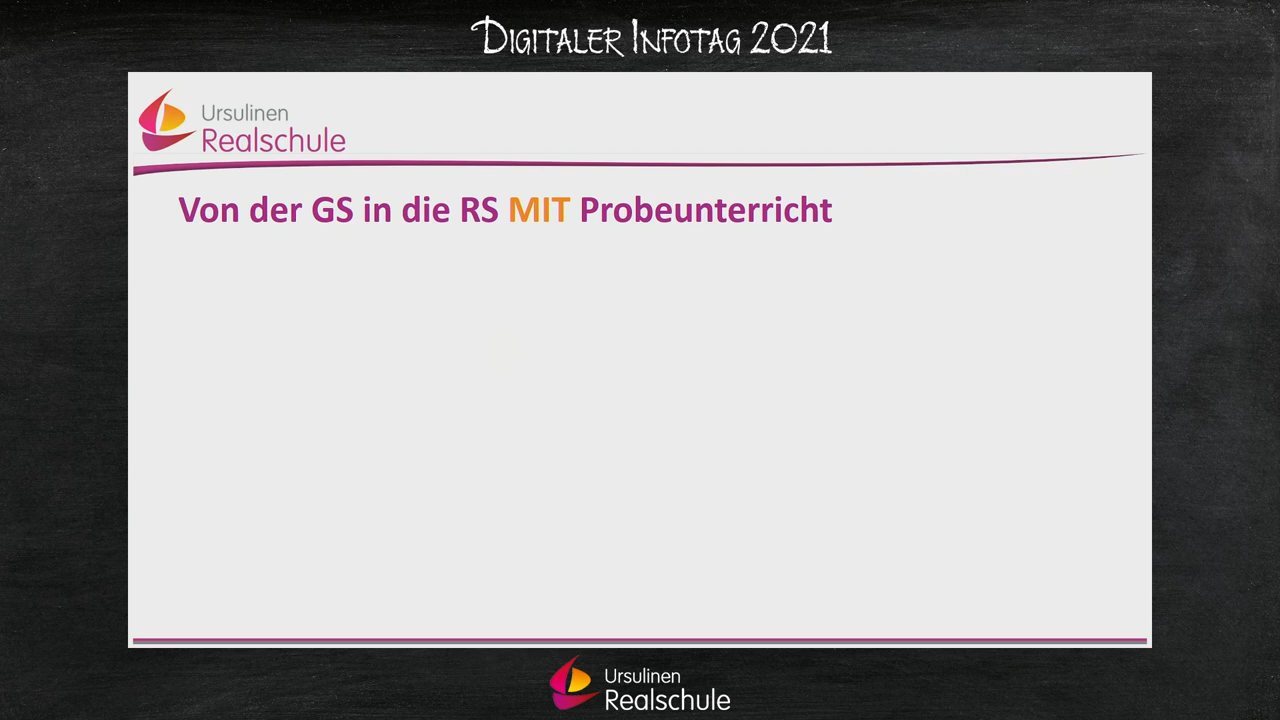 DIGITALER INFOTAG 2021
Ursulinen
Realschule
Von der GS in die RS MIT Probeunterricht
Ursulinen
Realschule